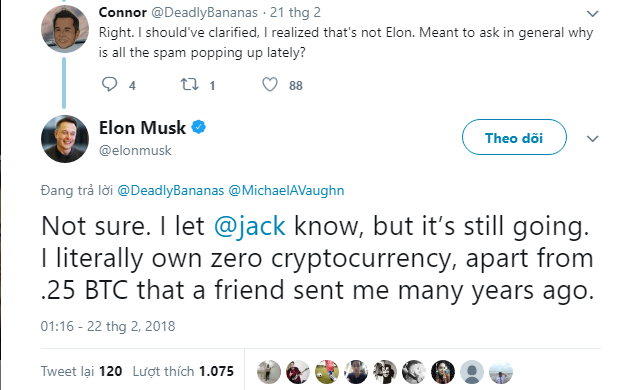 Connor @DeadlyBananas · 21 thg 2
Right. I should've clarified, I realized that's not Elon. Meant to ask in general why
is all the spam popping up lately?
4 1 88
Elon Musk
@elonmusk
Theo dõi
Đang trả lời @DeadlyBananas @MichaelAVaughn
Not sure. I let @jack know, but it's still going.
I literally own zero cryptocurrency, apart from
.25 BTC that a friend sent me many years ago.
01:16 - 22 thg 2, 2018
Tweet lại 120 Lượt thích 1.075